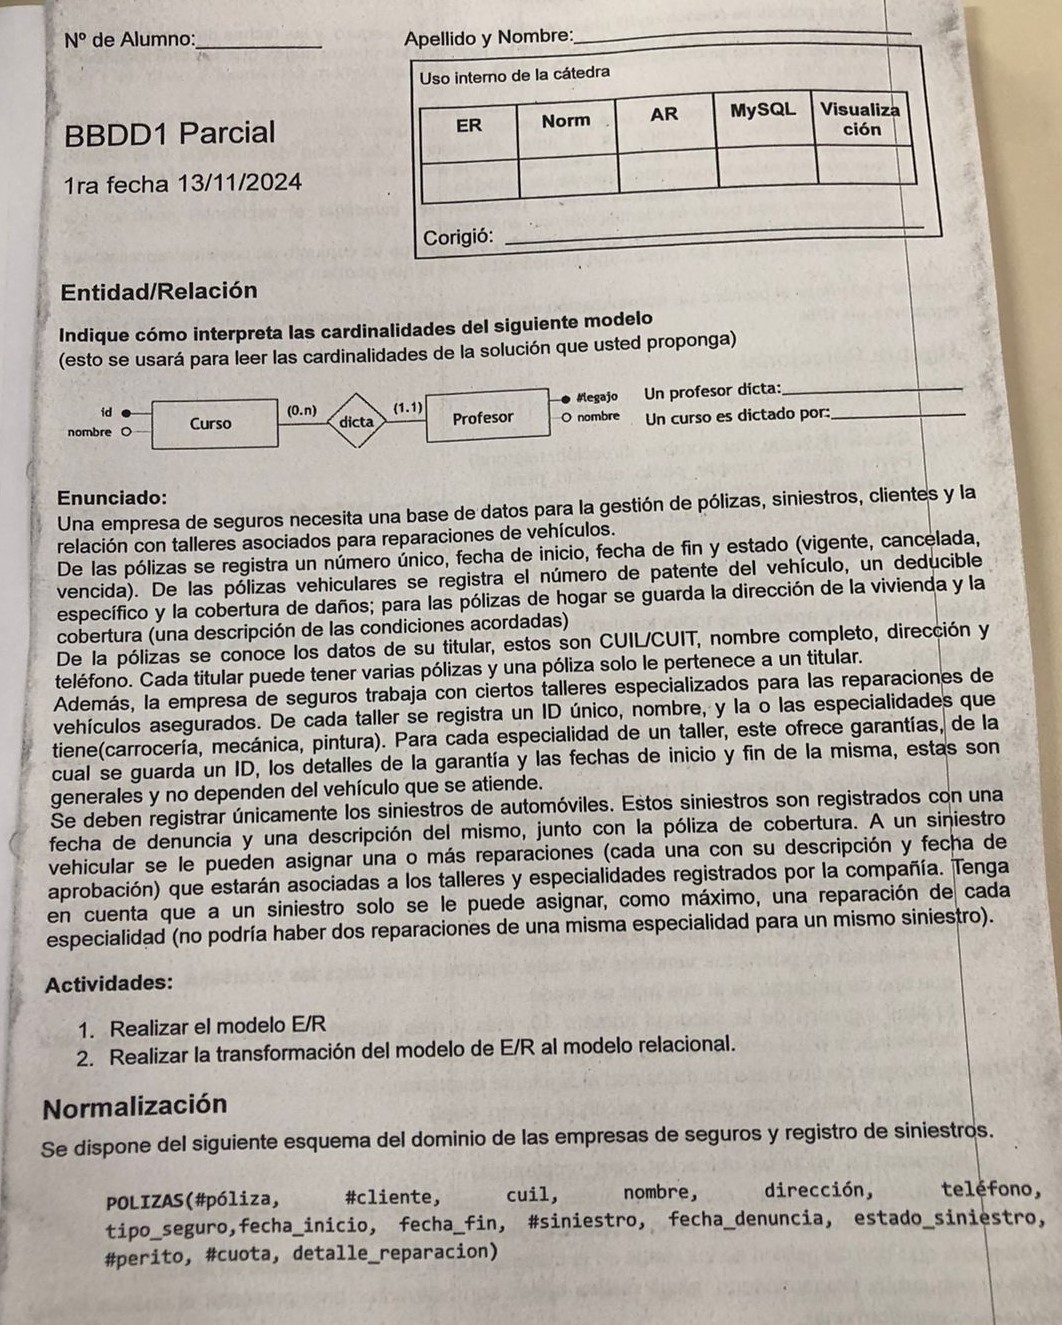 Nº de Alumno:____________
Apellido y Nombre:______________________________
Uso interno de la cátedra
ER Norm AR MySQL Visualiza
ción
BBDD1 Parcial
1ra fecha 13/11/2024
Corigió: ______________________________
Entidad/Relación
Indique cómo interpreta las cardinalidades del siguiente modelo
(esto se usará para leer las cardinalidades de la solución que usted proponga)
id
nombre
Curso
(0.n)
dicta
(1.1)
Profesor
#legajo
nombre
Un profesor dicta:______________
Un curso es dictado por:______________
Enunciado:
Una empresa de seguros necesita una base de datos para la gestión de pólizas, siniestros, clientes y la
relación con talleres asociados para reparaciones de vehículos.
De las pólizas se registra un número único, fecha de inicio, fecha de fin y estado (vigente, cancelada,
vencida). De las pólizas vehiculares se registra el número de patente del vehículo, un deducible
específico y la cobertura de daños; para las pólizas de hogar se guarda la dirección de la vivienda y la
cobertura (una descripción de las condiciones acordadas)
De la pólizas se conoce los datos de su titular, estos son CUIL/CUIT, nombre completo, dirección y
teléfono. Cada titular puede tener varias pólizas y una póliza solo le pertenece a un titular.
Además, la empresa de seguros trabaja con ciertos talleres especializados para las reparaciones de
vehículos asegurados. De cada taller se registra un ID único, nombre, y la o las especialidades que
tiene(carrocería, mecánica, pintura). Para cada especialidad de un taller, este ofrece garantías, de la
cual se guarda un ID, los detalles de la garantía y las fechas de inicio y fin de la misma, estas son
generales y no dependen del vehículo que se atiende.
Se deben registrar únicamente los siniestros de automóviles. Estos siniestros son registrados con una
fecha de denuncia y una descripción del mismo, junto con la póliza de cobertura. A un siniestro
vehicular se le pueden asignar una o más reparaciones (cada una con su descripción y fecha de
aprobación) que estarán asociadas a los talleres y especialidades registrados por la compañía. Tenga
en cuenta que a un siniestro solo se le puede asignar, como máximo, una reparación de cada
especialidad (no podría haber dos reparaciones de una misma especialidad para un mismo siniestro).
Actividades:
1. Realizar el modelo E/R
2. Realizar la transformación del modelo de E/R al modelo relacional.
Normalización
Se dispone del siguiente esquema del dominio de las empresas de seguros y registro de siniestros.
POLIZAS(#póliza, #cliente, cuil, nombre, dirección, teléfono,
tipo_seguro,fecha_inicio, fecha_fin, #siniestro, fecha_denuncia, estado_siniestro,
#perito, #cuota, detalle_reparacion)